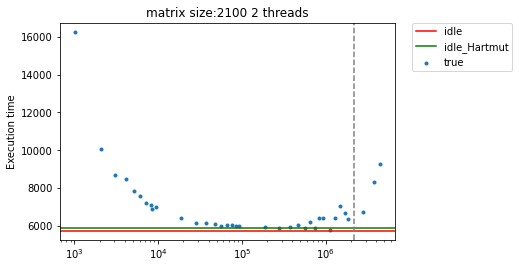 matrix size:2100 2 threads
Execution time
16000
14000
12000
10000
8000
6000
10³
10⁴
10⁵
10⁶
idle
idle_Hartmut
true